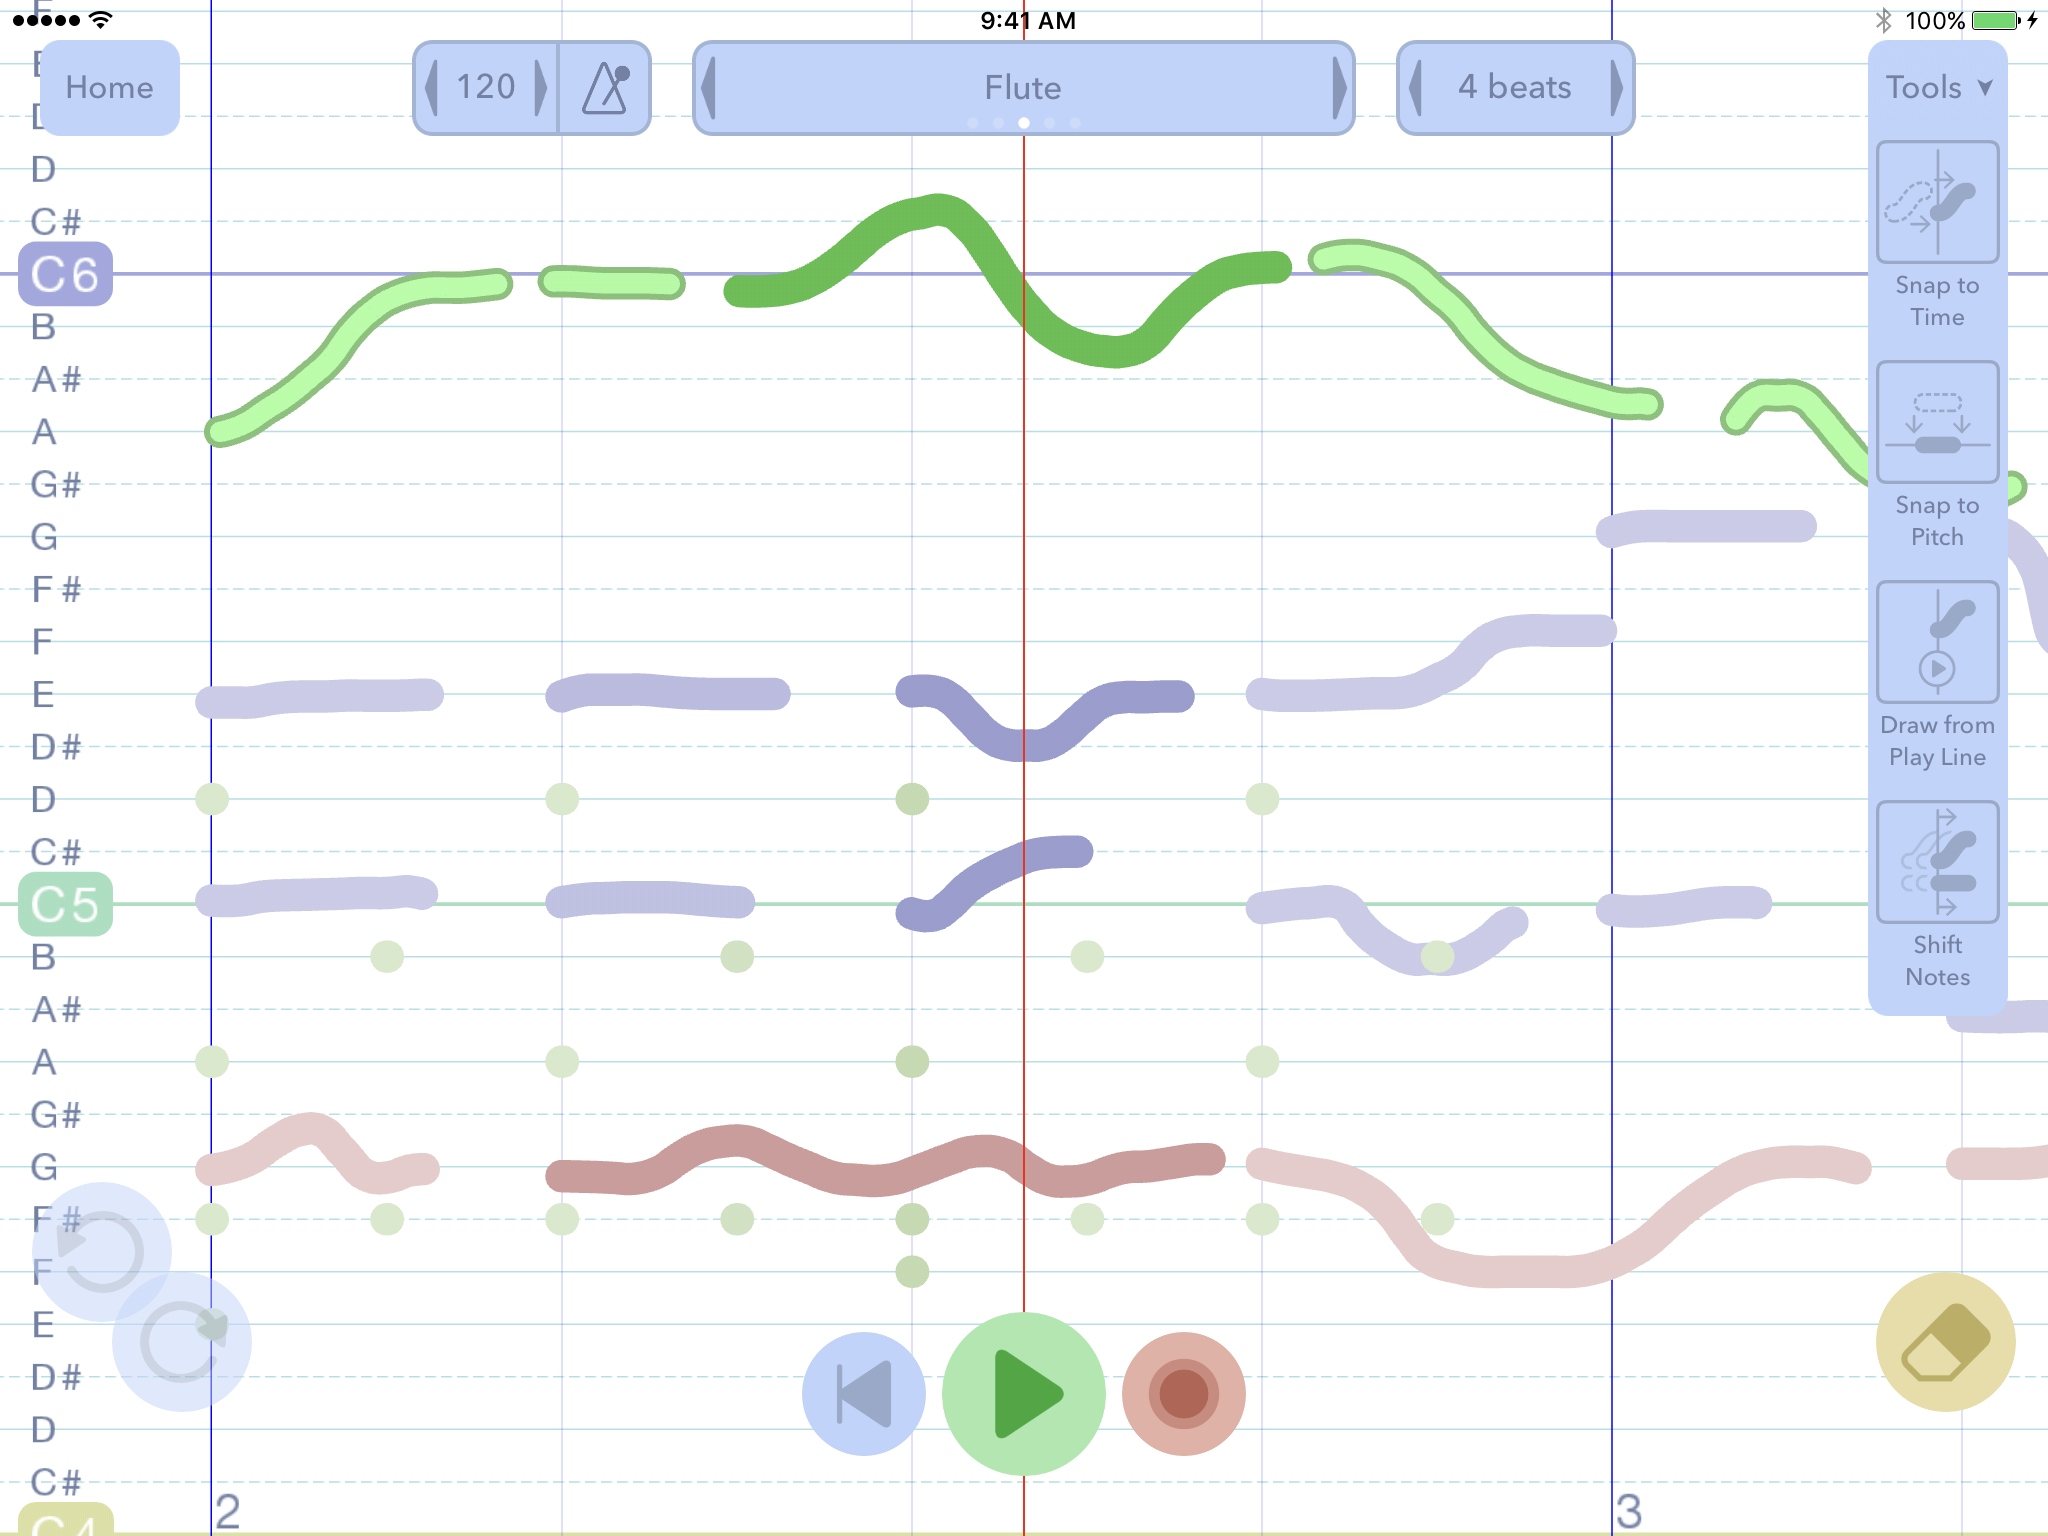 9:41 AM
100%
Home
120
Flute
4 beats
Tools
D
C#
C6
B
A#
A
G#
G
F#
F
E
D#
D
C#
C5
B
A#
A
G#
G
F#
F
E
D#
D
C#
C4
Snap to
Time
Snap to
Pitch
Draw from
Play Line
Shift
Notes
2
3